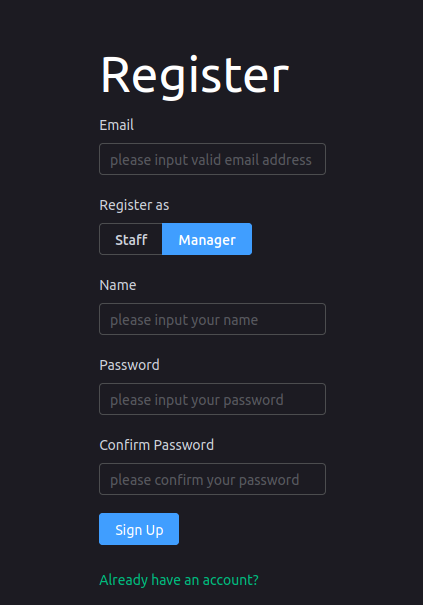 Register
Email
please input valid email address
Register as
Staff Manager
Name
please input your name
Password
please input your password
Confirm Password
please confirm your password
Sign Up
Already have an account?